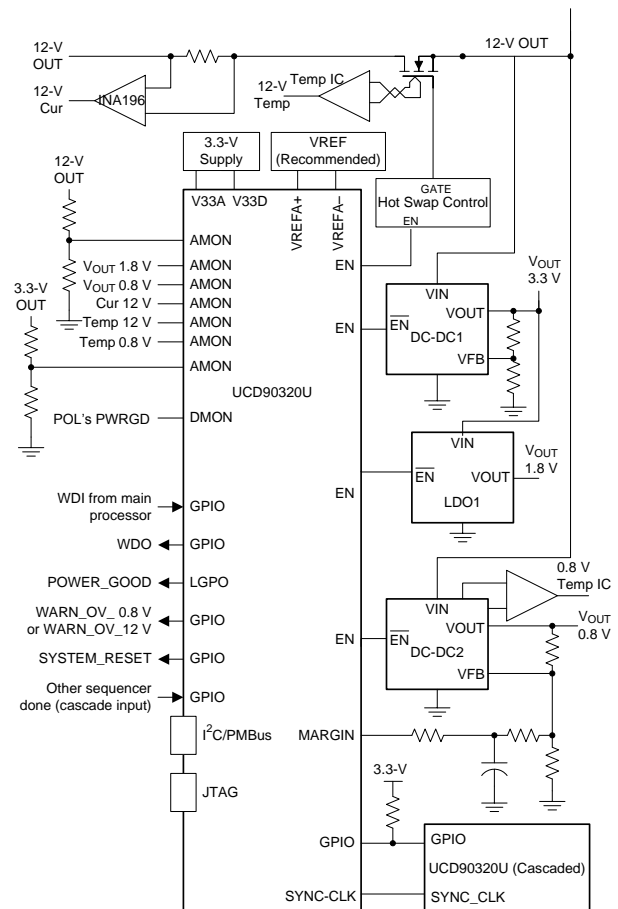 12-V
OUT
12-V
Cur
INA196
12-V
Temp
Temp IC
12-V OUT
3.3-V
Supply
VREF
(Recommended)
12-V
OUT
V33A V33D
VREFA+
VREFA–
GATE
Hot Swap Control
EN
AMON
EN
VOUT 1.8 V
AMON
VOUT 0.8 V
AMON
Cur 12 V
AMON
Temp 12 V
AMON
Temp 0.8 V
AMON
3.3-V
OUT
AMON
UCD90320U
POL's PWRGD
DMON
EN
VIN
VOUT
EN
DC-DC1
VFB
VOUT
3.3 V
VIN
EN
VOUT
LDO1
VOUT
1.8 V
EN
WDI from main
processor
GPIO
WDO
GPIO
POWER_GOOD
LGPO
WARN_OV_ 0.8 V
or WARN_OV_12 V
GPIO
SYSTEM_RESET
GPIO
Other sequencer
done (cascade input)
GPIO
0.8 V
Temp IC
VIN
VOUT
EN
EN
DC-DC2
VFB
VOUT
0.8 V
I2C/PMBus
MARGIN
JTAG
3.3-V
GPIO
GPIO
UCD90320U (Cascaded)
SYNC-CLK
SYNC_CLK